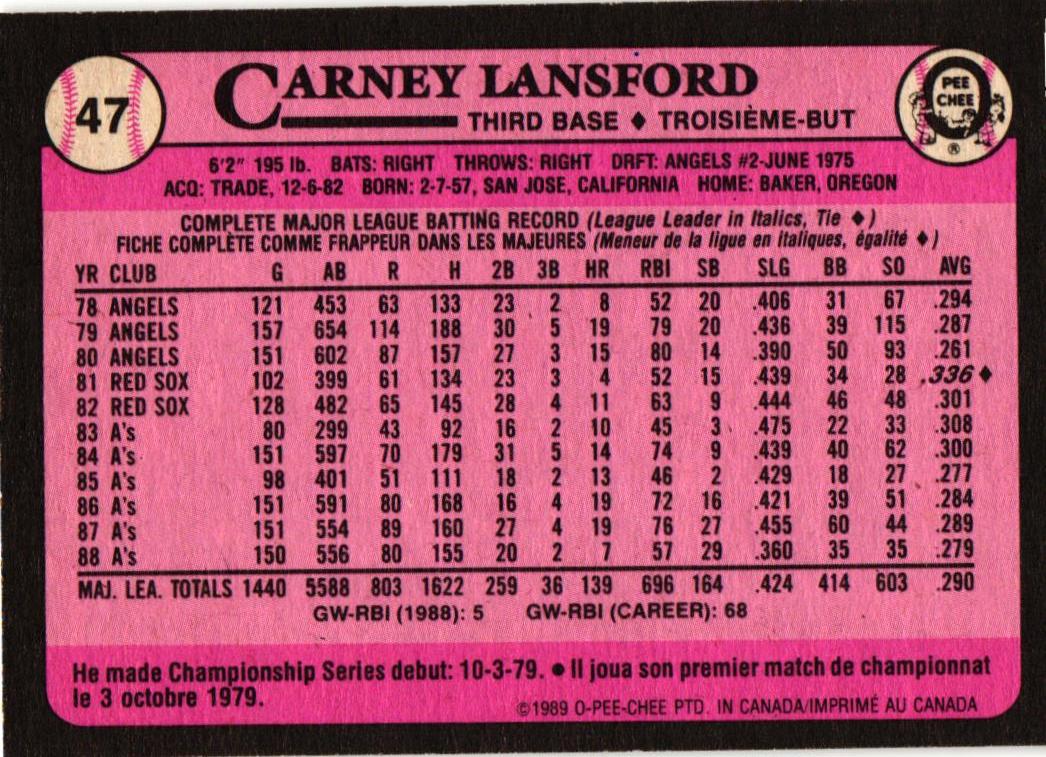 47
CARNEY LANSFORD
PEE
CHEE
THIRD BASE ♦ TROISIÈME-BUT
®
6'2" 195 lb. BATS: RIGHT THROWS: RIGHT DRFT: ANGELS #2-JUNE 1975
ACQ: TRADE, 12-6-82 BORN: 2-7-57, SAN JOSE, CALIFORNIA HOME: BAKER, OREGON
COMPLETE MAJOR LEAGUE BATTING RECORD (League Leader in Italics, Tie ♦)
FICHE COMPLÈTE COMME FRAPPEUR DANS LES MAJEURES (Meneur de la ligue en italiques, égalité ♦)
YR CLUB G AB R H 2B 3B HR RBI SB SLG BB SO AVG
78 ANGELS 121 453 63 133 23 2 8 52 20 .406 31 67 .294
79 ANGELS 157 654 114 188 30 5 19 79 20 .436 39 115 .287
80 ANGELS 151 602 87 157 27 3 15 80 14 .390 50 93 .261
81 RED SOX 102 399 61 134 23 3 4 52 15 .439 34 28 .336 ♦
82 RED SOX 128 482 65 145 28 4 11 63 9 .444 46 48 .301
83 A's 80 299 43 92 16 2 10 45 3 .475 22 33 .308
84 A's 151 597 70 179 31 5 14 74 9 .439 40 62 .300
85 A's 98 401 51 111 18 2 13 46 2 .429 18 27 .277
86 A's 151 591 80 168 16 4 19 72 16 .421 39 51 .284
87 A's 151 554 89 160 27 4 19 76 27 .455 60 44 .289
88 A's 150 556 80 155 20 2 7 57 29 .360 35 35 .279
MAJ. LEA. TOTALS 1440 5588 803 1622 259 36 139 696 164 .424 414 603 .290
GW-RBI (1988): 5 GW-RBI (CAREER): 68
He made Championship Series debut: 10-3-79. ● Il joua son premier match de championnat
le 3 octobre 1979.
©1989 O-PEE-CHEE PTD. IN CANADA/IMPRIMÉ AU CANADA